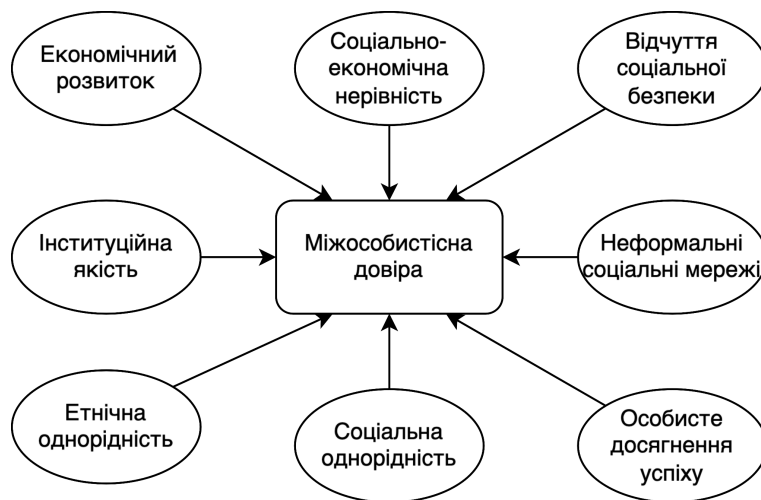 Економічний
розвиток
Соціально-
економічна
нерівність
Відчуття
соціальної
безпеки
Інституційна
якість
Міжособистісна
довіра
Неформальні
соціальні мережі
Етнічна
однорідність
Соціальна
однорідність
Особисте
досягнення
успіху